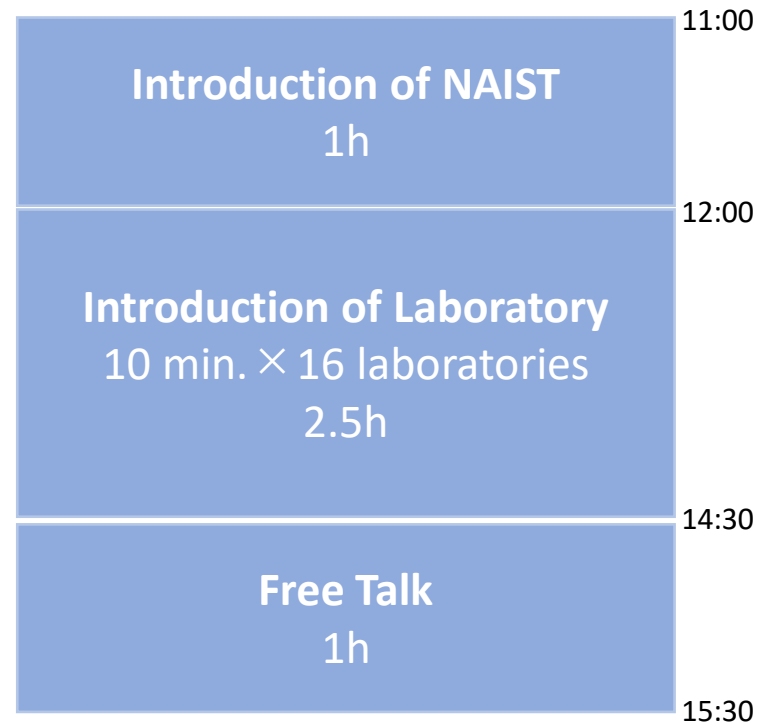 11:00
Introduction of NAIST
1h
12:00
Introduction of Laboratory
10 min.×16 laboratories
2.5h
14:30
Free Talk
1h
15:30